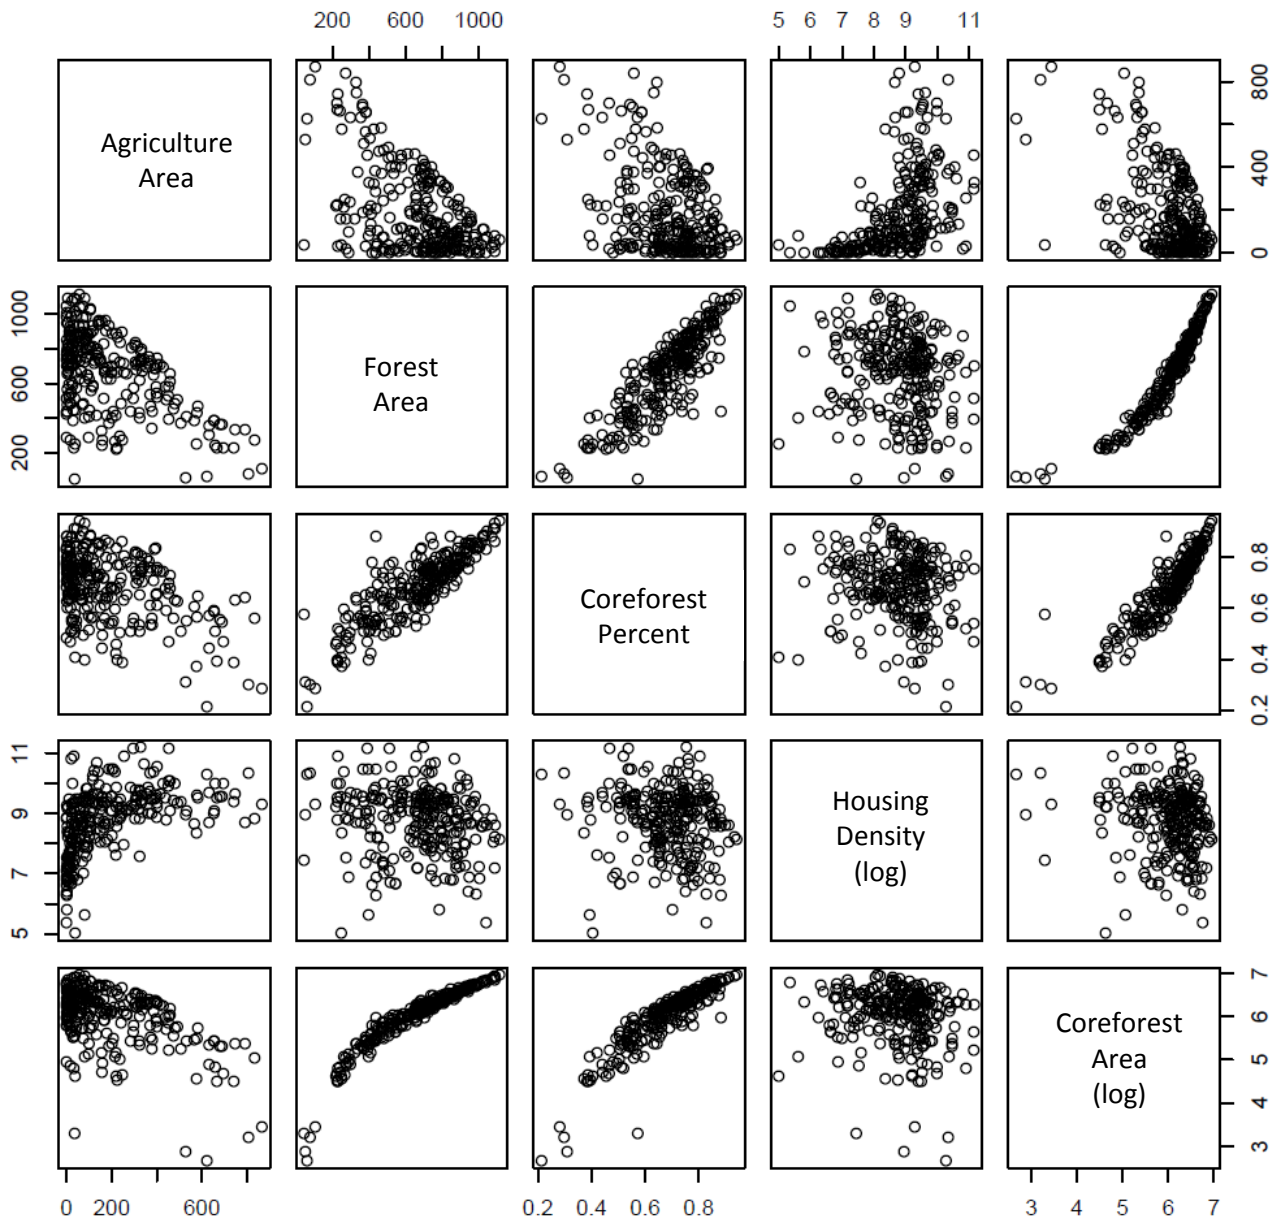 200 600 1000
5 6 7 8 9 11
Agriculture
Area
800
400
0
1000
600
200
Forest
Area
Coreforest
Percent
0.8
0.6
0.4
0.2
11
9
7
5
Housing
Density
(log)
Coreforest
Area
(log)
7
6
5
4
3
0 200 600
0.2 0.4 0.6 0.8
3 4 5 6 7